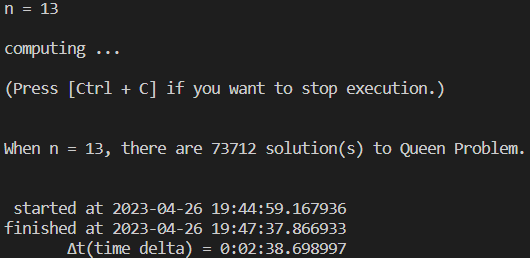 n = 13
computing ...
(Press [Ctrl + C] if you want to stop execution.)
When n = 13, there are 73712 solution(s) to Queen Problem.
started at 2023-04-26 19:44:59.167936
finished at 2023-04-26 19:47:37.866933
Δt(time delta) = 0:02:38.698997